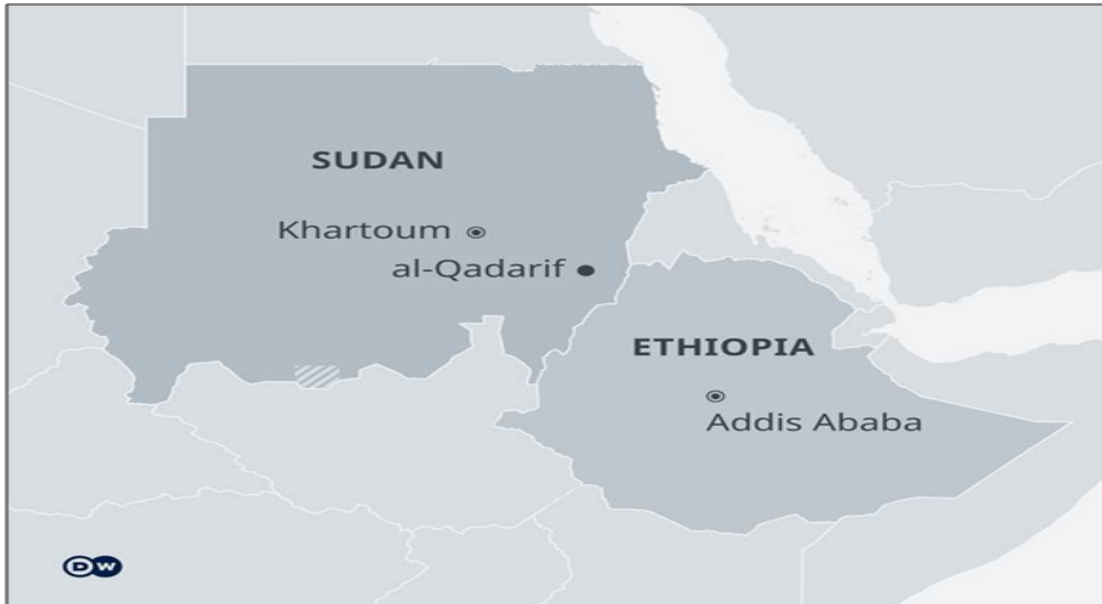 SUDAN
Khartoum
al-Qadarif
ETHIOPIA
Addis Ababa
DW